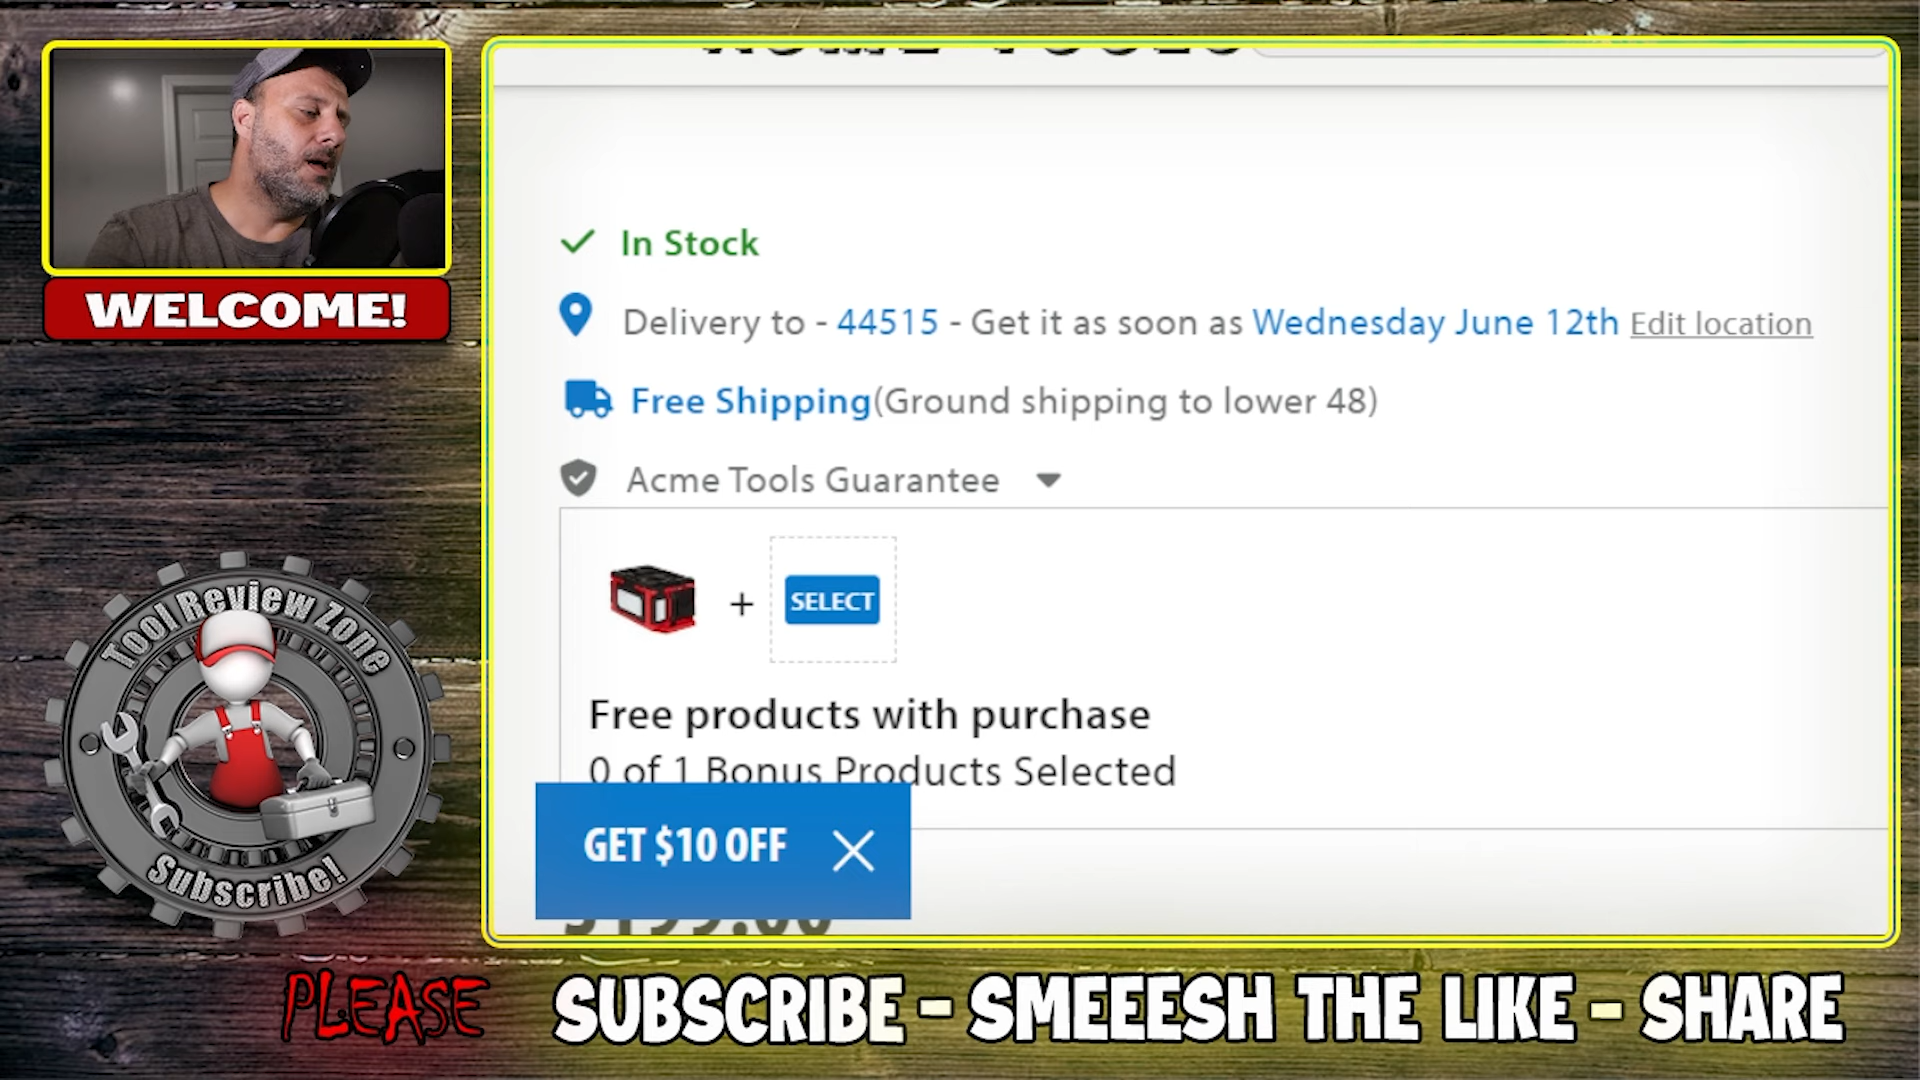 WELCOME!
ACME TOOLS
In Stock
Delivery to - 44515 - Get it as soon as Wednesday June 12th Edit location
Free Shipping(Ground shipping to lower 48)
Acme Tools Guarantee
+ SELECT
Free products with purchase
0 of 1 Bonus Products Selected
GET $10 OFF
Tool Review Zone
Subscribe!
PLEASE SUBSCRIBE - SMEEESH THE LIKE - SHARE